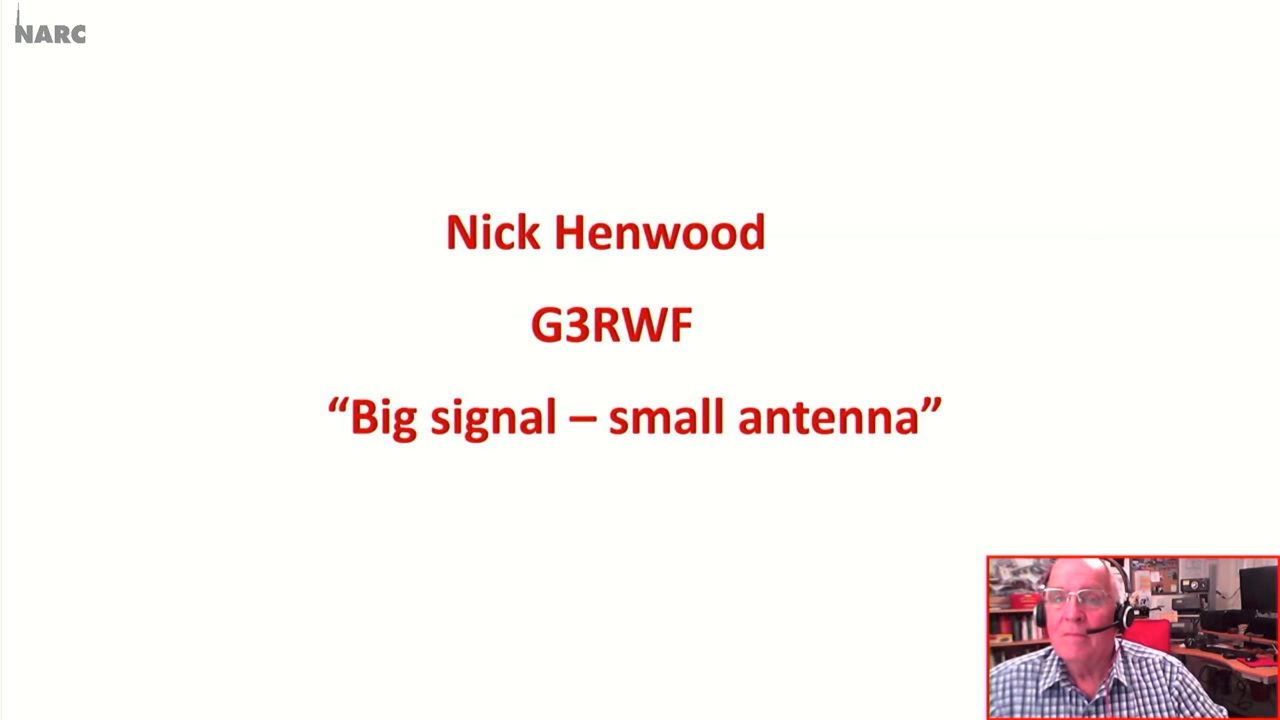 NARC
Nick Henwood
G3RWF
“Big signal – small antenna”